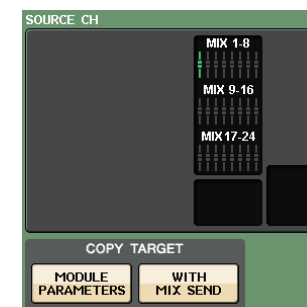 SOURCE CH
MIX 1-8
MIX 9-16
MIX 17-24
COPY TARGET
MODULE
PARAMETERS
WITH
MIX SEND